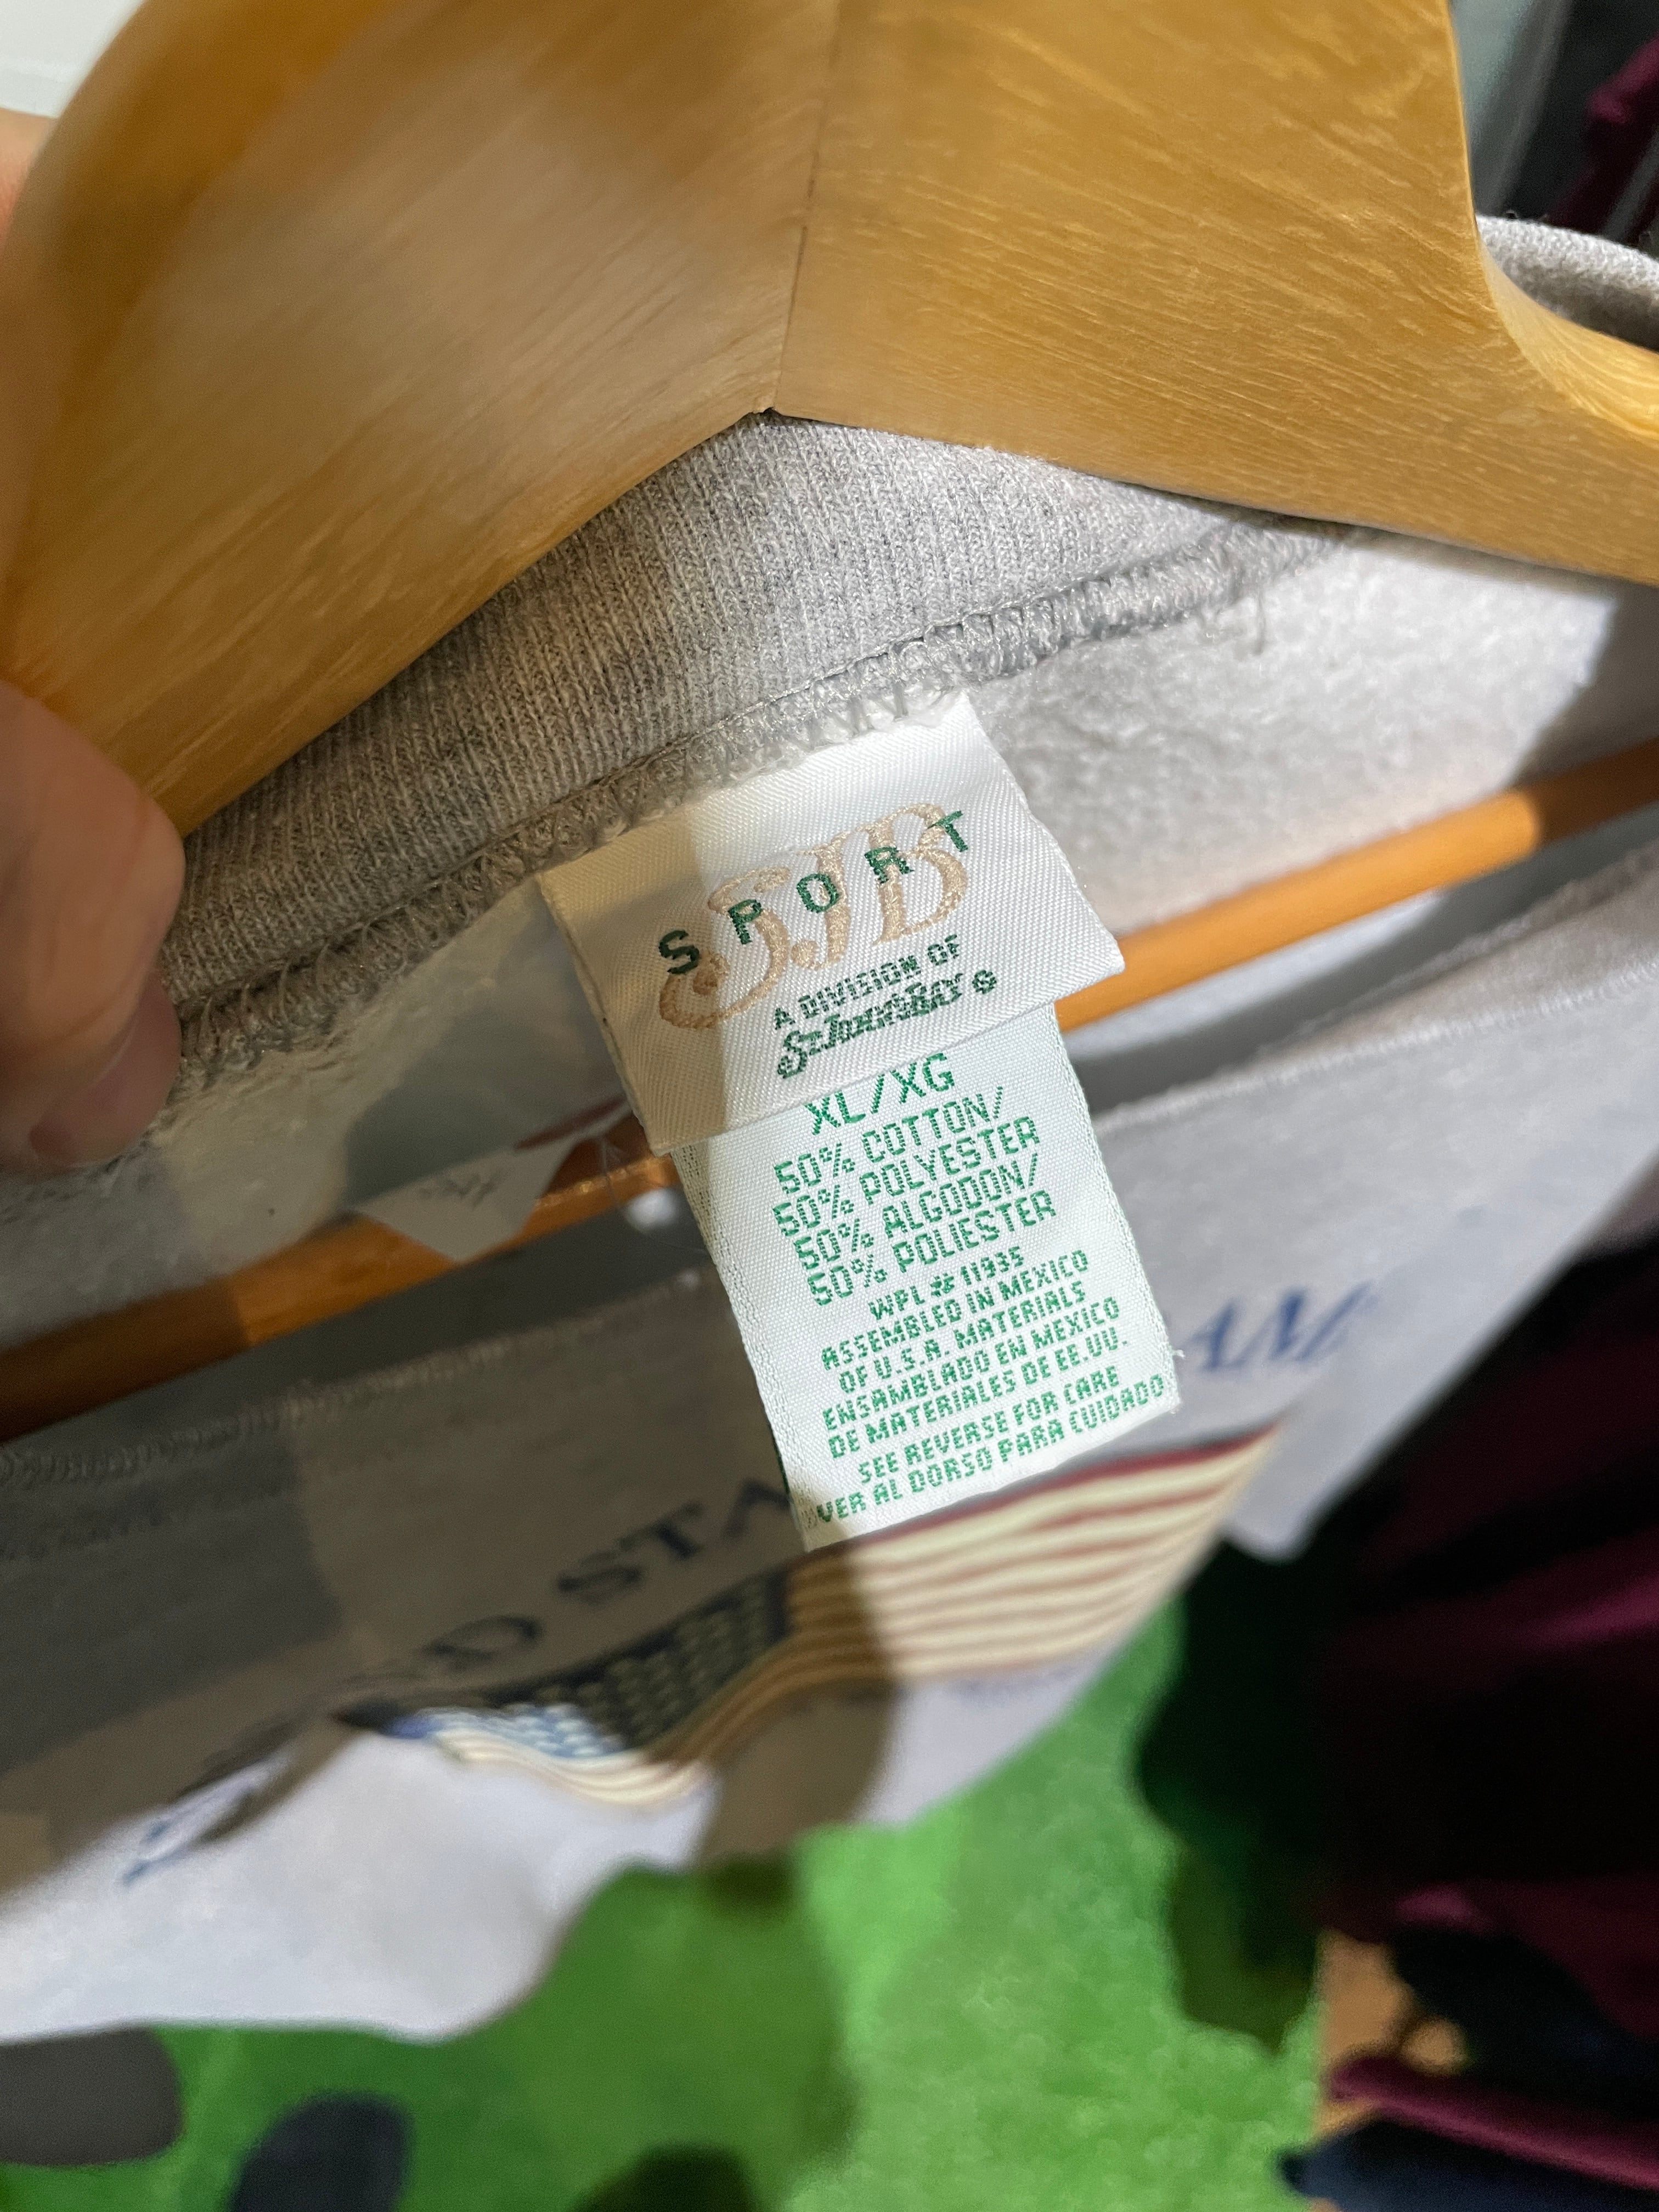 SJB
SPORT
A DIVISION OF
St. John's Bay®
XL/XG
50% COTTON/
50% POLYESTER
50% ALGODON/
50% POLIESTER
WPL # 11935
ASSEMBLED IN MEXICO
OF U.S.A. MATERIALS
ENSAMBLADO EN MEXICO
DE MATERIALES DE EE.UU.
SEE REVERSE FOR CARE
VER AL DORSO PARA CUIDADO